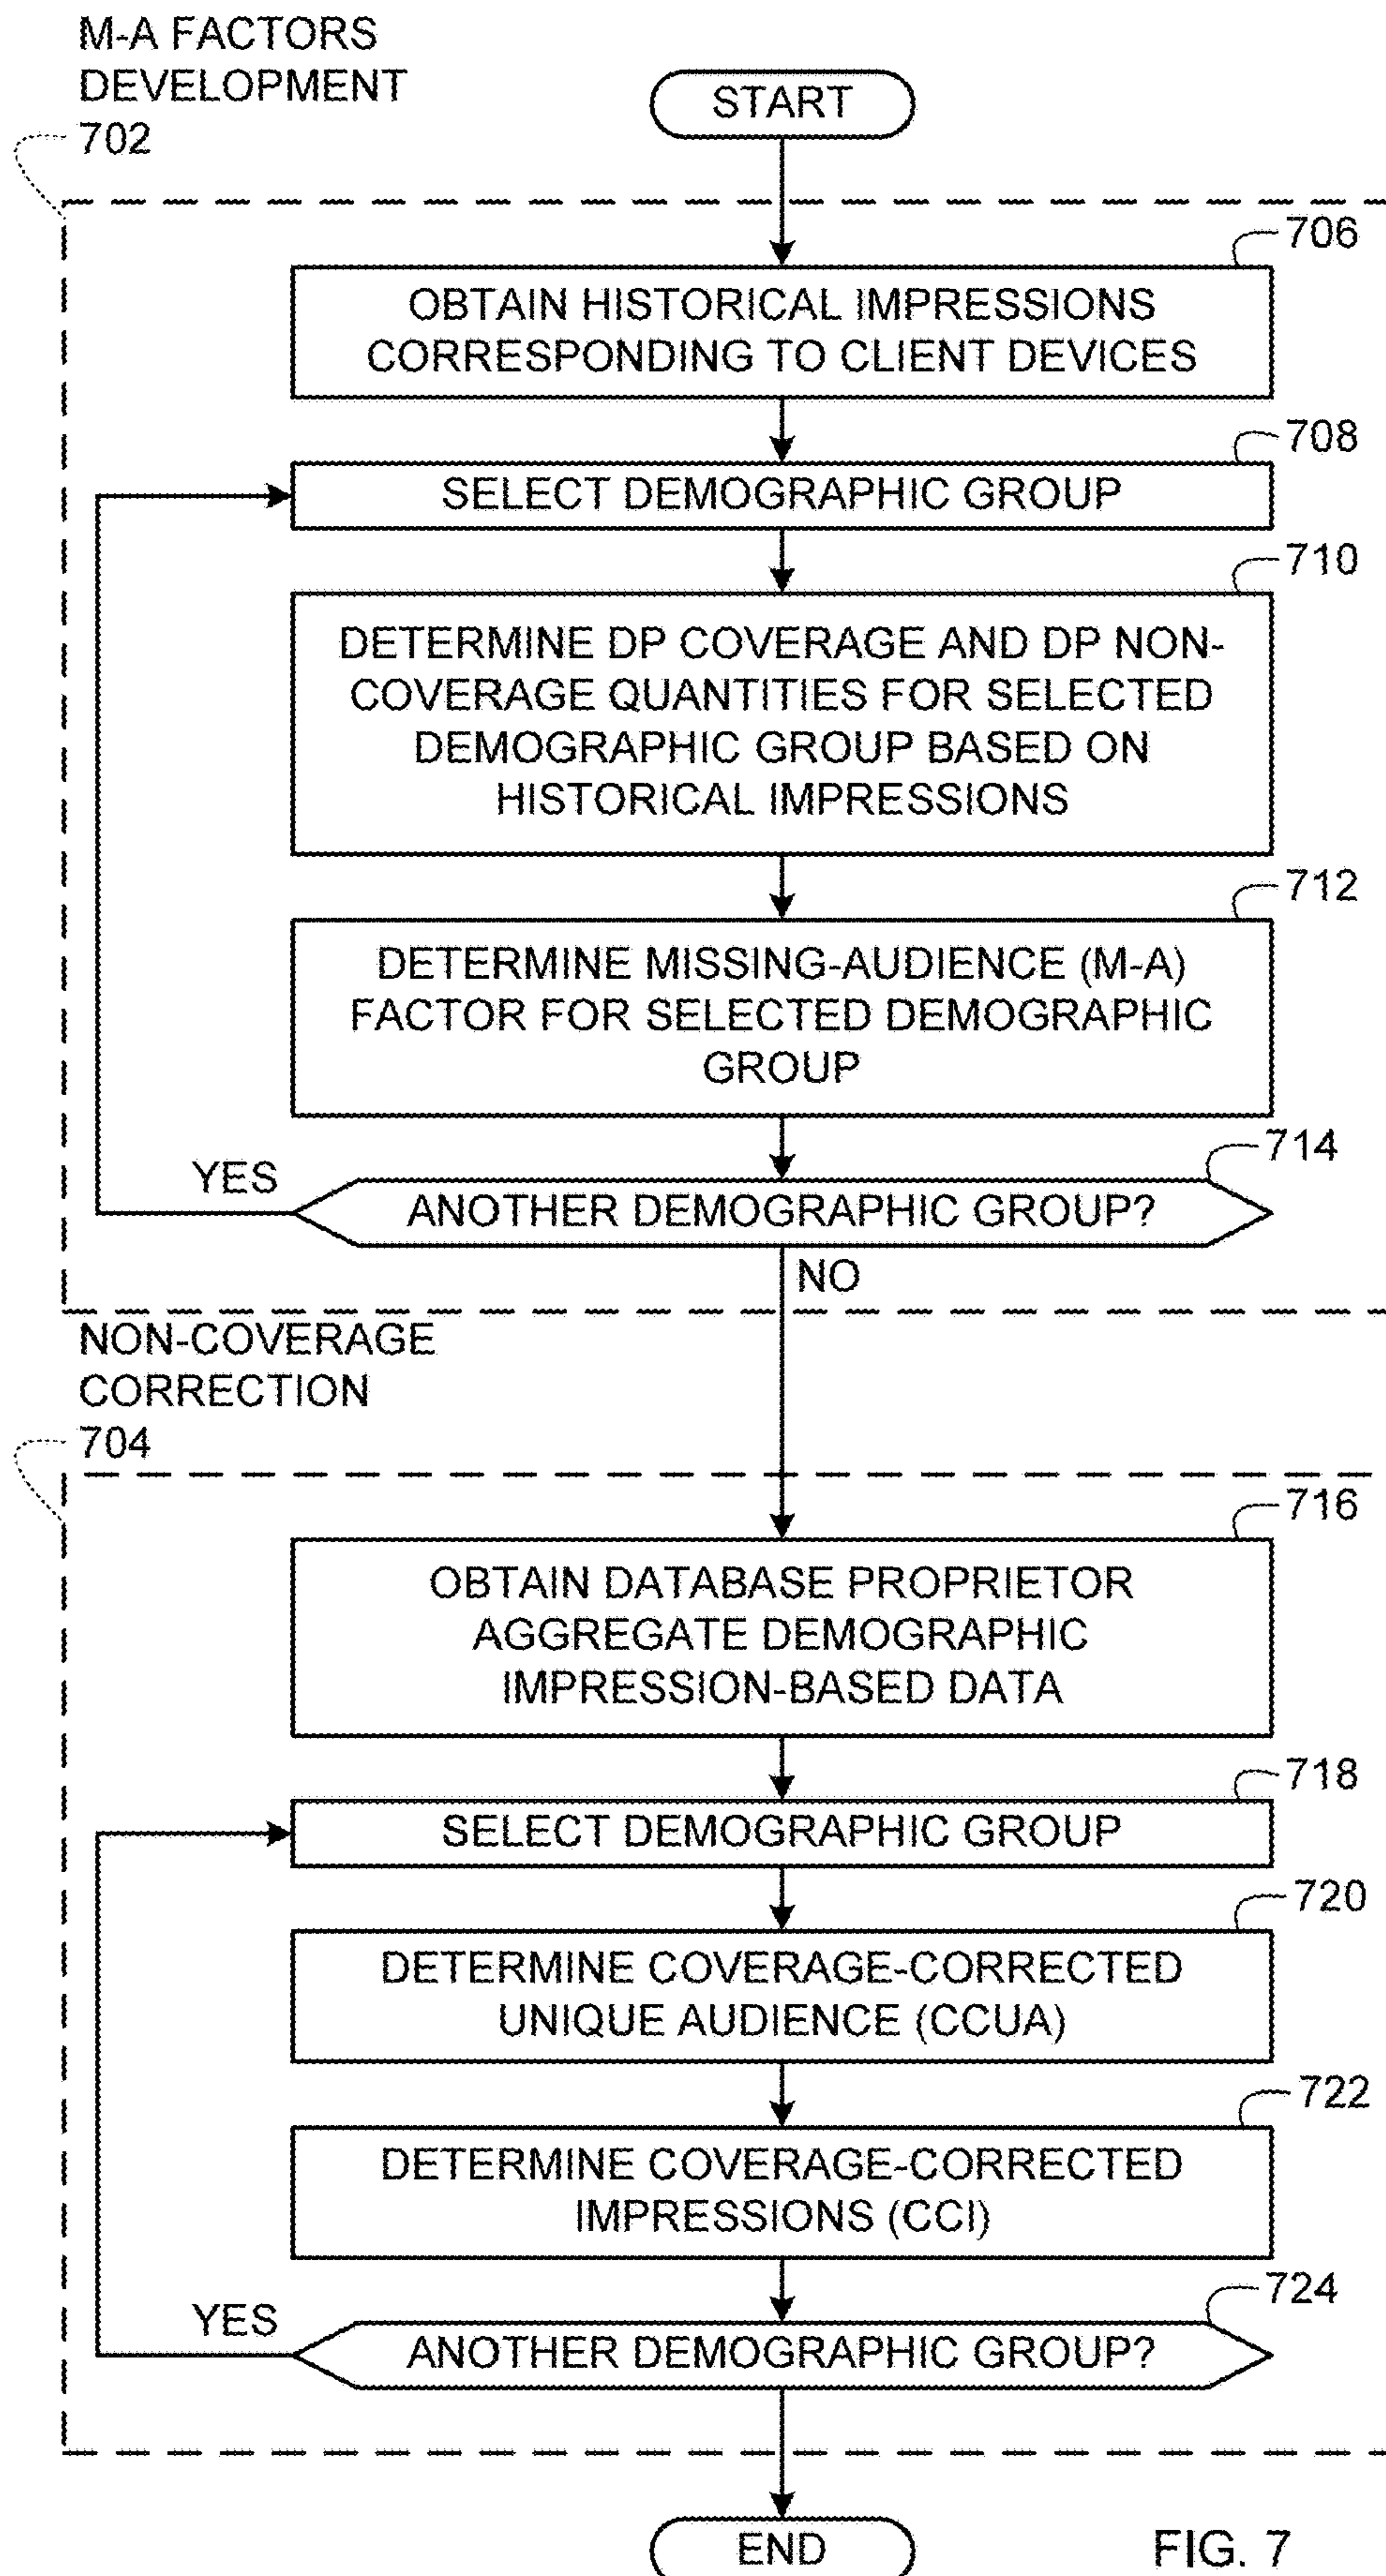 M-A FACTORS
DEVELOPMENT
702
START
706
OBTAIN HISTORICAL IMPRESSIONS
CORRESPONDING TO CLIENT DEVICES
708
SELECT DEMOGRAPHIC GROUP
710
DETERMINE DP COVERAGE AND DP NON-
COVERAGE QUANTITIES FOR SELECTED
DEMOGRAPHIC GROUP BASED ON
HISTORICAL IMPRESSIONS
712
DETERMINE MISSING-AUDIENCE (M-A)
FACTOR FOR SELECTED DEMOGRAPHIC
GROUP
714
YES
ANOTHER DEMOGRAPHIC GROUP?
NO
NON-COVERAGE
CORRECTION
704
716
OBTAIN DATABASE PROPRIETOR
AGGREGATE DEMOGRAPHIC
IMPRESSION-BASED DATA
718
SELECT DEMOGRAPHIC GROUP
720
DETERMINE COVERAGE-CORRECTED
UNIQUE AUDIENCE (CCUA)
722
DETERMINE COVERAGE-CORRECTED
IMPRESSIONS (CCI)
724
YES
ANOTHER DEMOGRAPHIC GROUP?
END
FIG. 7